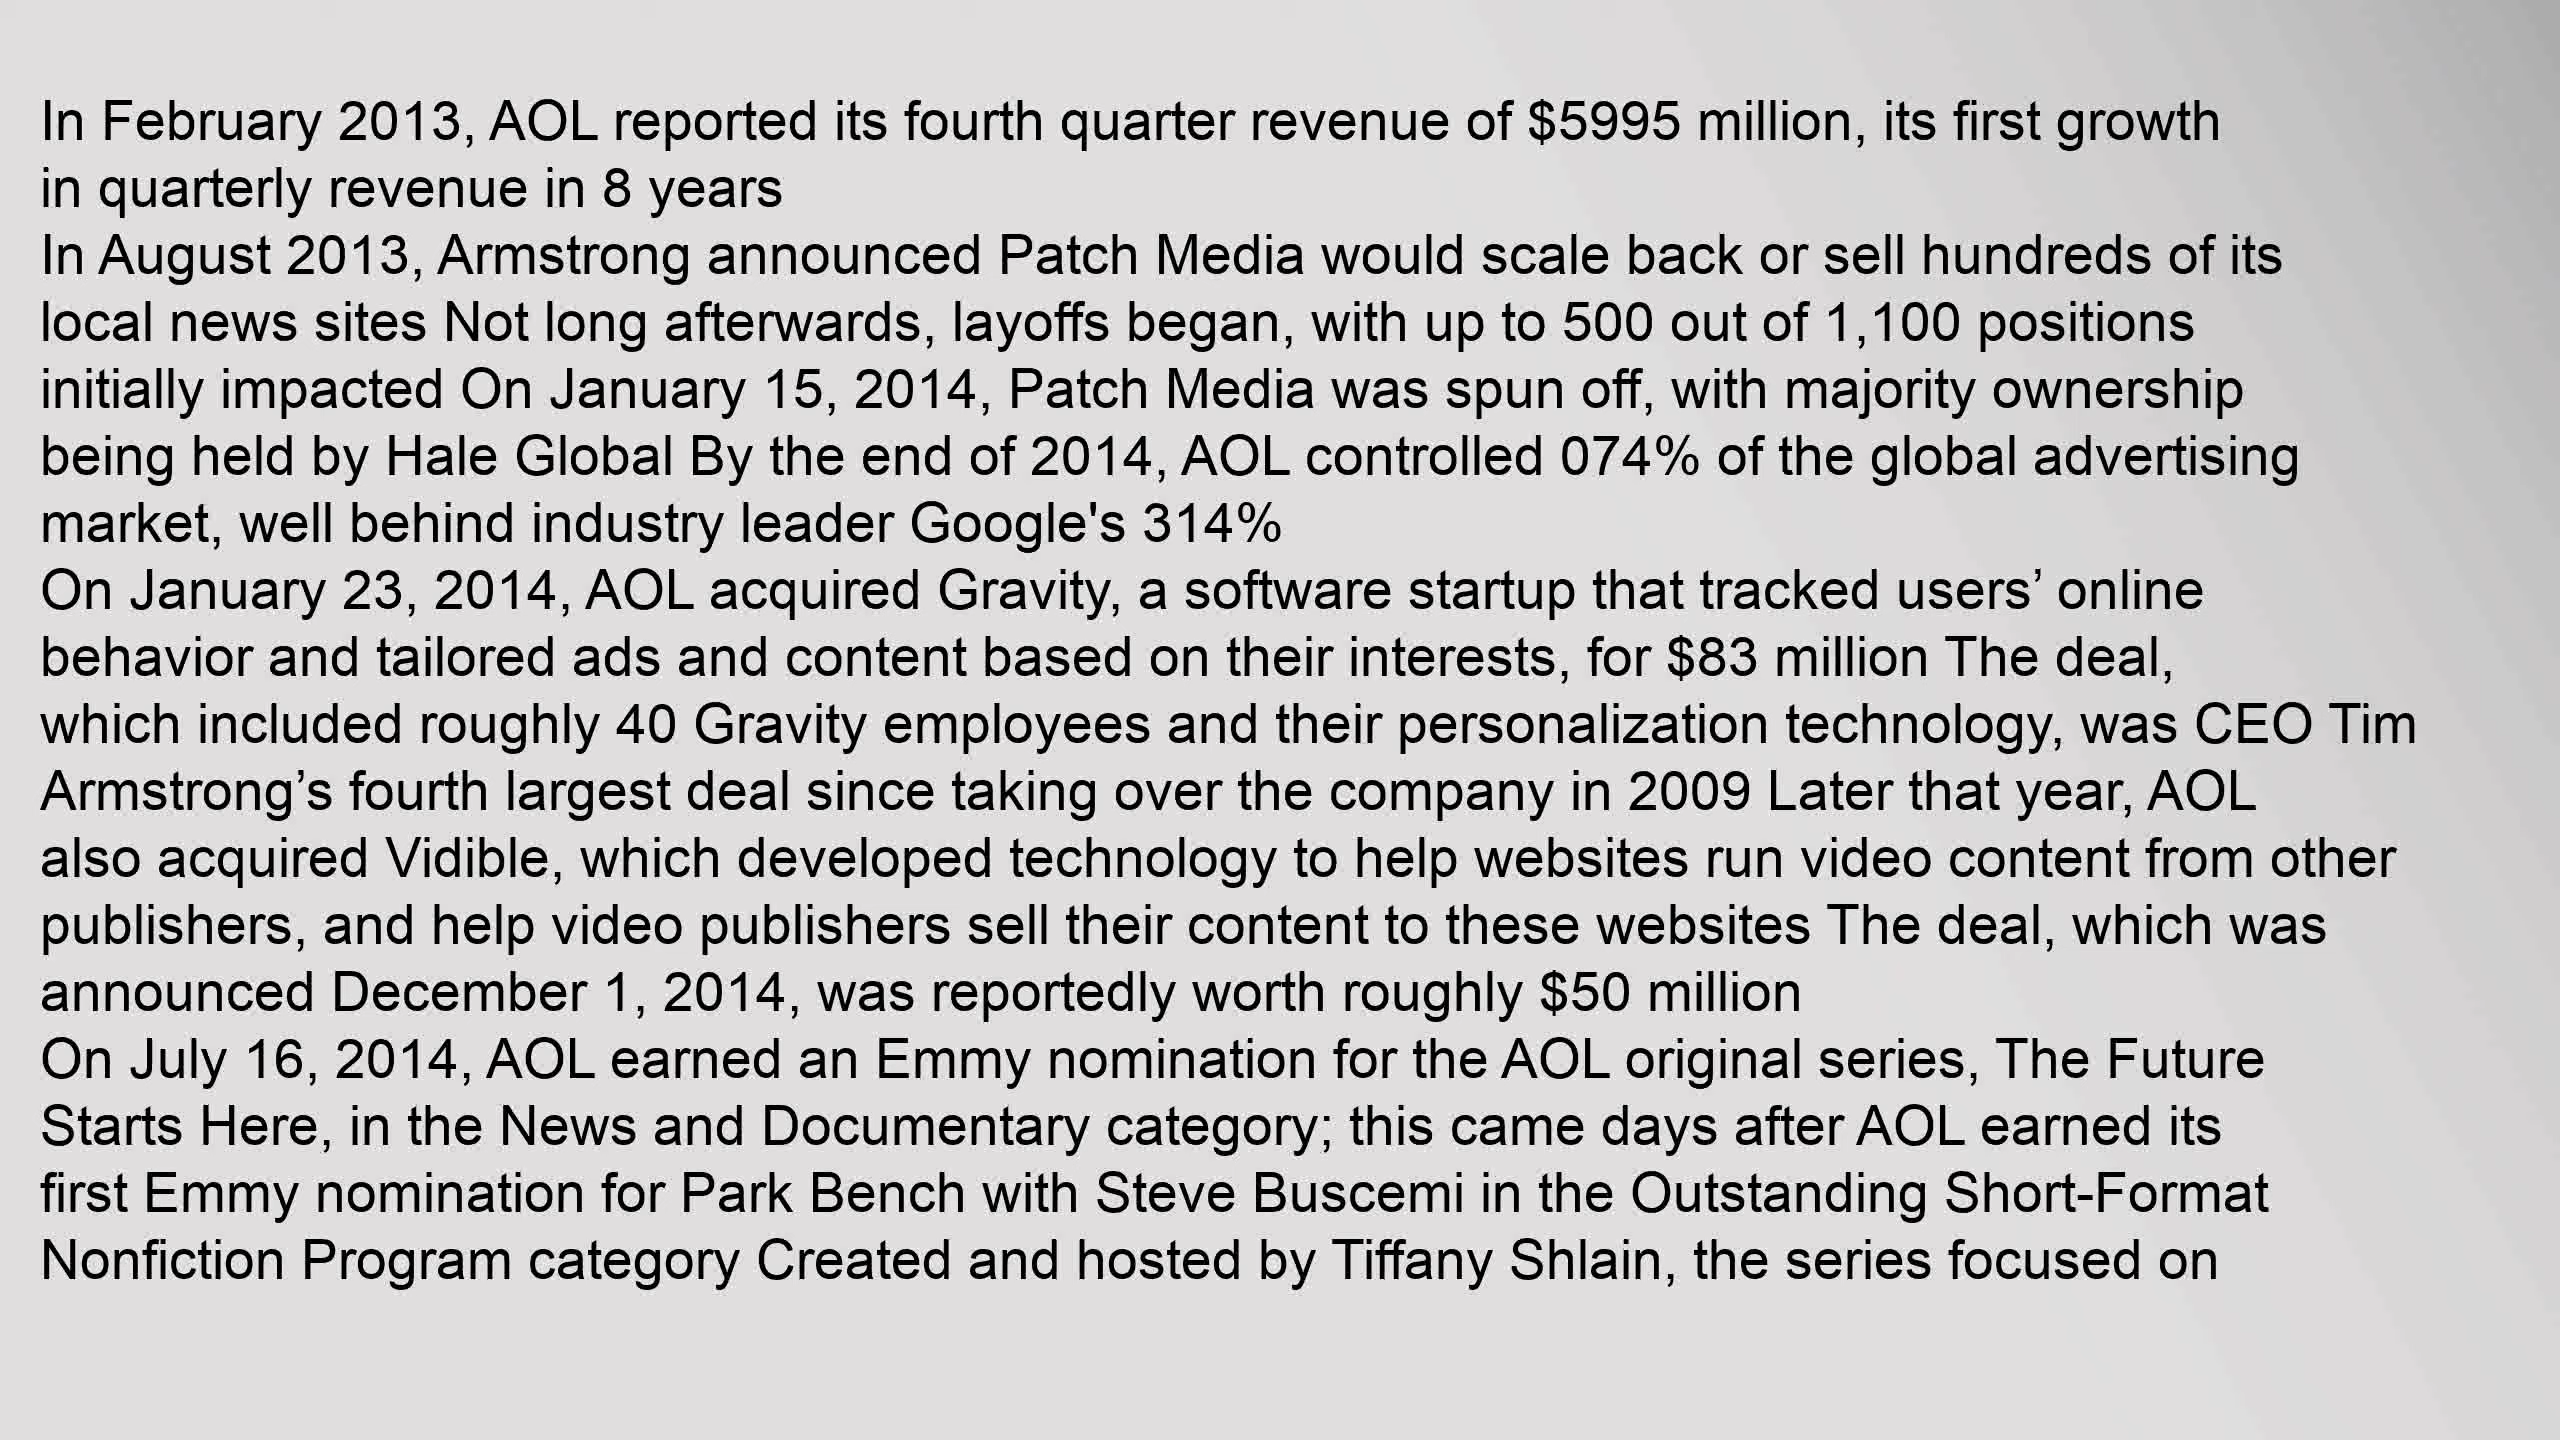 In February 2013, AOL reported its fourth quarter revenue of $5995 million, its first growth
in quarterly revenue in 8 years
In August 2013, Armstrong announced Patch Media would scale back or sell hundreds of its
local news sites Not long afterwards, layoffs began, with up to 500 out of 1,100 positions
initially impacted On January 15, 2014, Patch Media was spun off, with majority ownership
being held by Hale Global By the end of 2014, AOL controlled 074% of the global advertising
market, well behind industry leader Google's 314%
On January 23, 2014, AOL acquired Gravity, a software startup that tracked users’ online
behavior and tailored ads and content based on their interests, for $83 million The deal,
which included roughly 40 Gravity employees and their personalization technology, was CEO Tim
Armstrong’s fourth largest deal since taking over the company in 2009 Later that year, AOL
also acquired Vidible, which developed technology to help websites run video content from other
publishers, and help video publishers sell their content to these websites The deal, which was
announced December 1, 2014, was reportedly worth roughly $50 million
On July 16, 2014, AOL earned an Emmy nomination for the AOL original series, The Future
Starts Here, in the News and Documentary category; this came days after AOL earned its
first Emmy nomination for Park Bench with Steve Buscemi in the Outstanding Short-Format
Nonfiction Program category Created and hosted by Tiffany Shlain, the series focused on